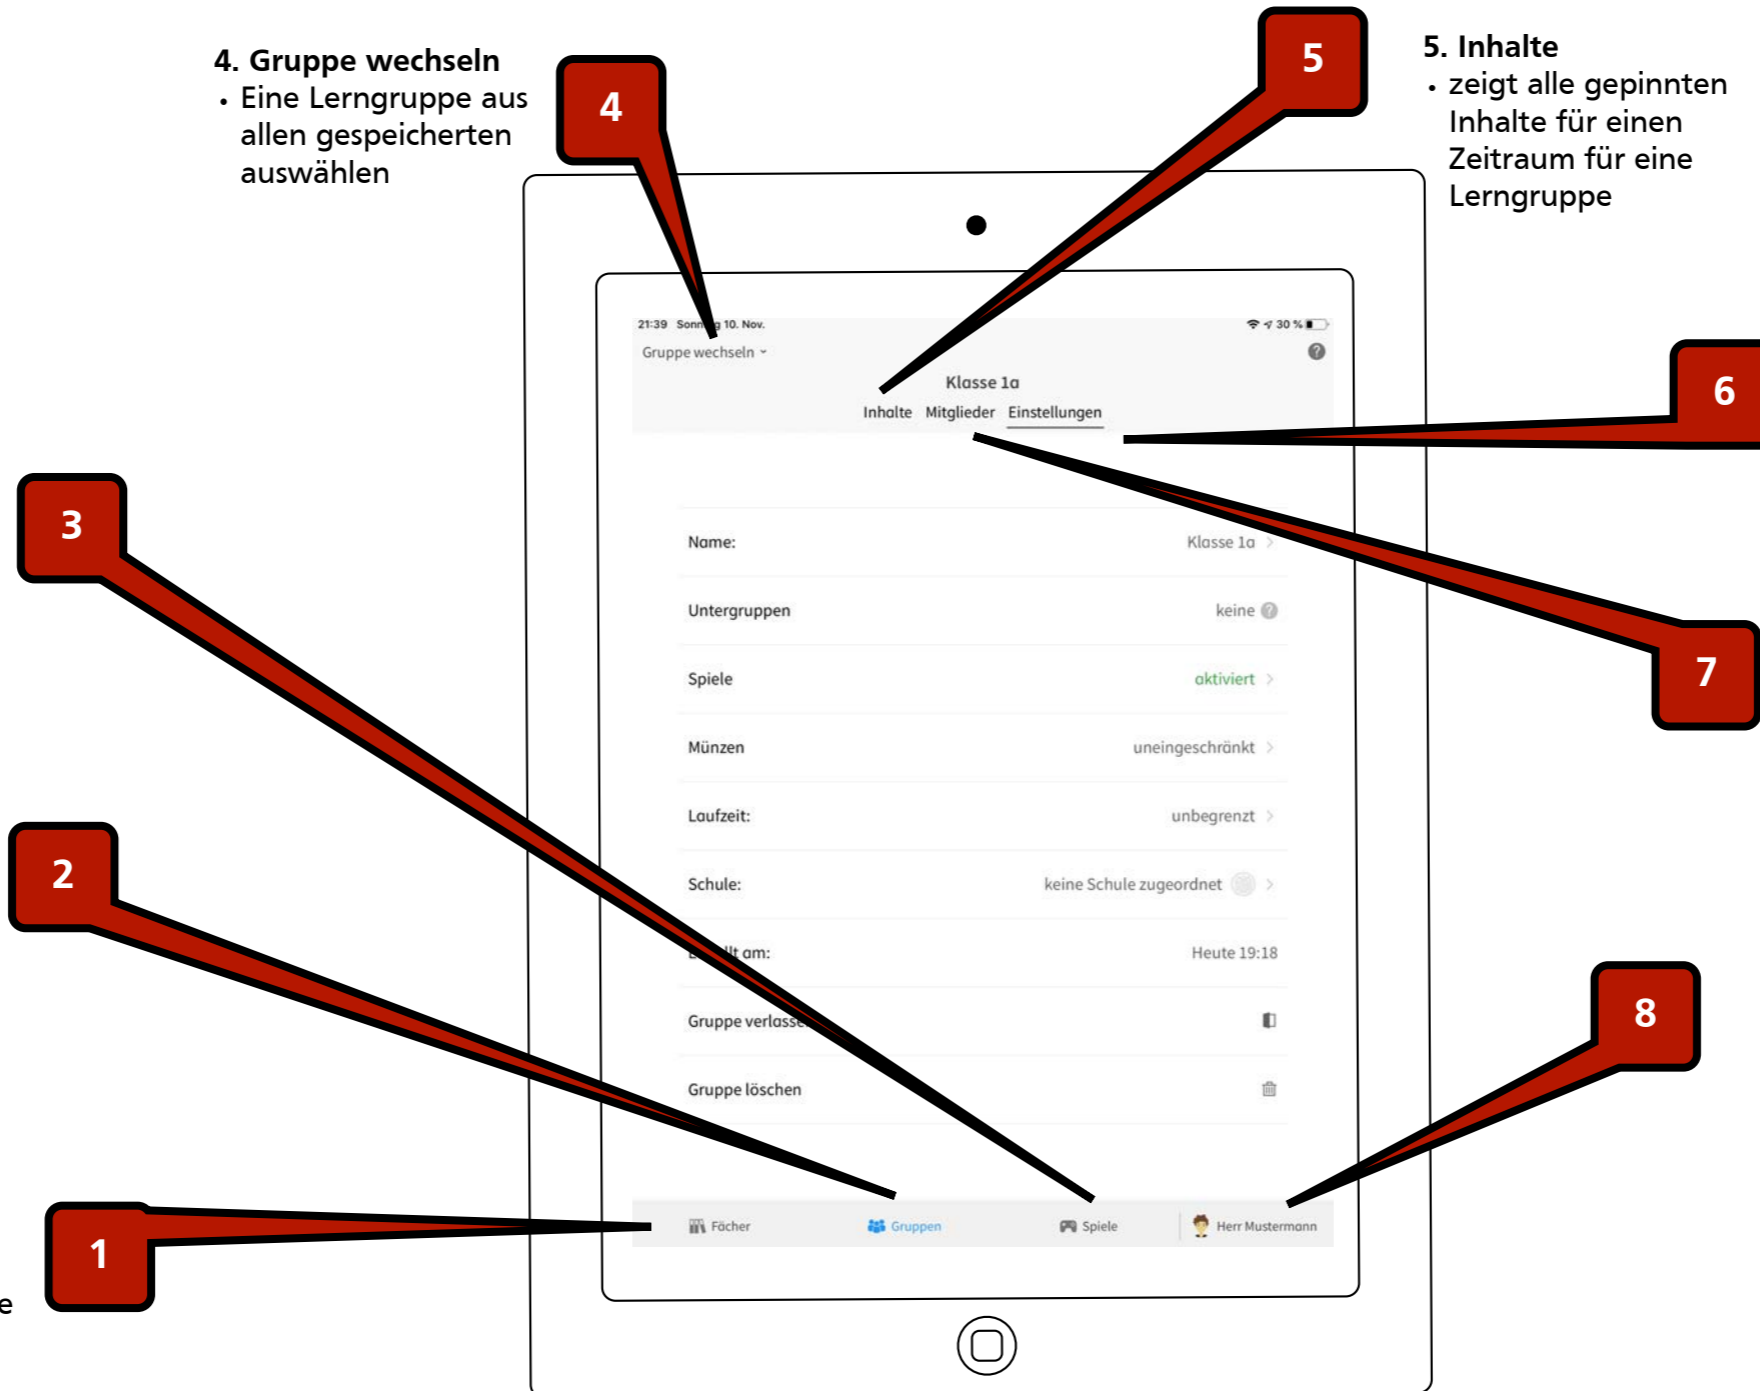 4. Gruppe wechseln
• Eine Lerngruppe aus
allen gespeicherten
auswählen
4
5
5. Inhalte
• zeigt alle gepinnten
Inhalte für einen
Zeitraum für eine
Lerngruppe
21:39 10. Nov.
30 %
Gruppe wechseln
?
Klasse 1a
Inhalte Mitglieder Einstellungen
6
3
Name: Klasse 1a >
Untergruppen keine ?
7
Spiele aktiviert >
Münzen uneingeschränkt >
Laufzeit: unbegrenzt >
2
Schule: keine Schule zugeordnet >
am: Heute 19:18
8
Gruppe
Gruppe löschen
1
Fächer Gruppen Spiele Herr Mustermann